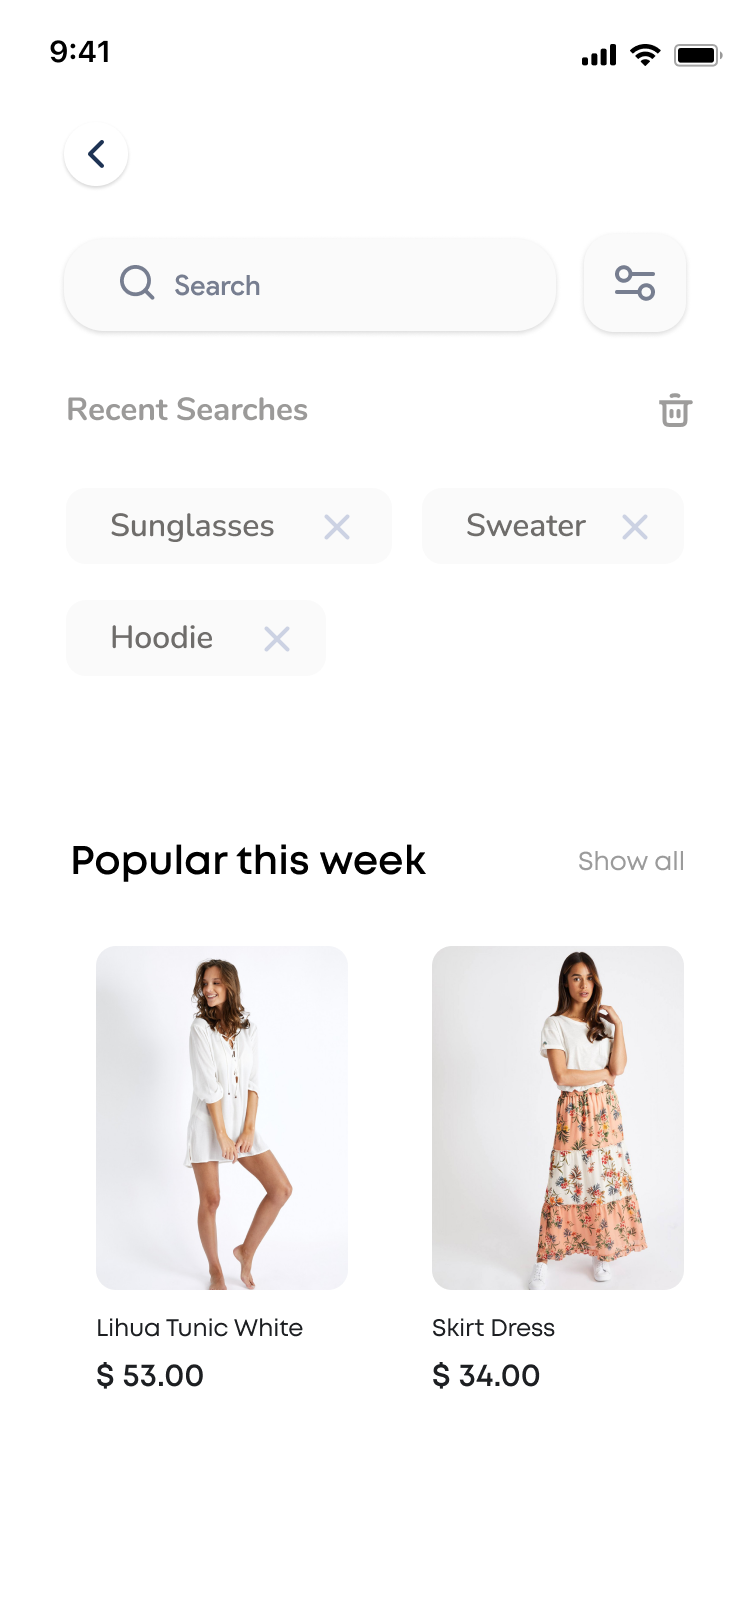 9:41
Search
Recent Searches
Sunglasses
Sweater
Hoodie
Popular this week
Show all
Lihua Tunic White
Skirt Dress
$ 53.00
$ 34.00